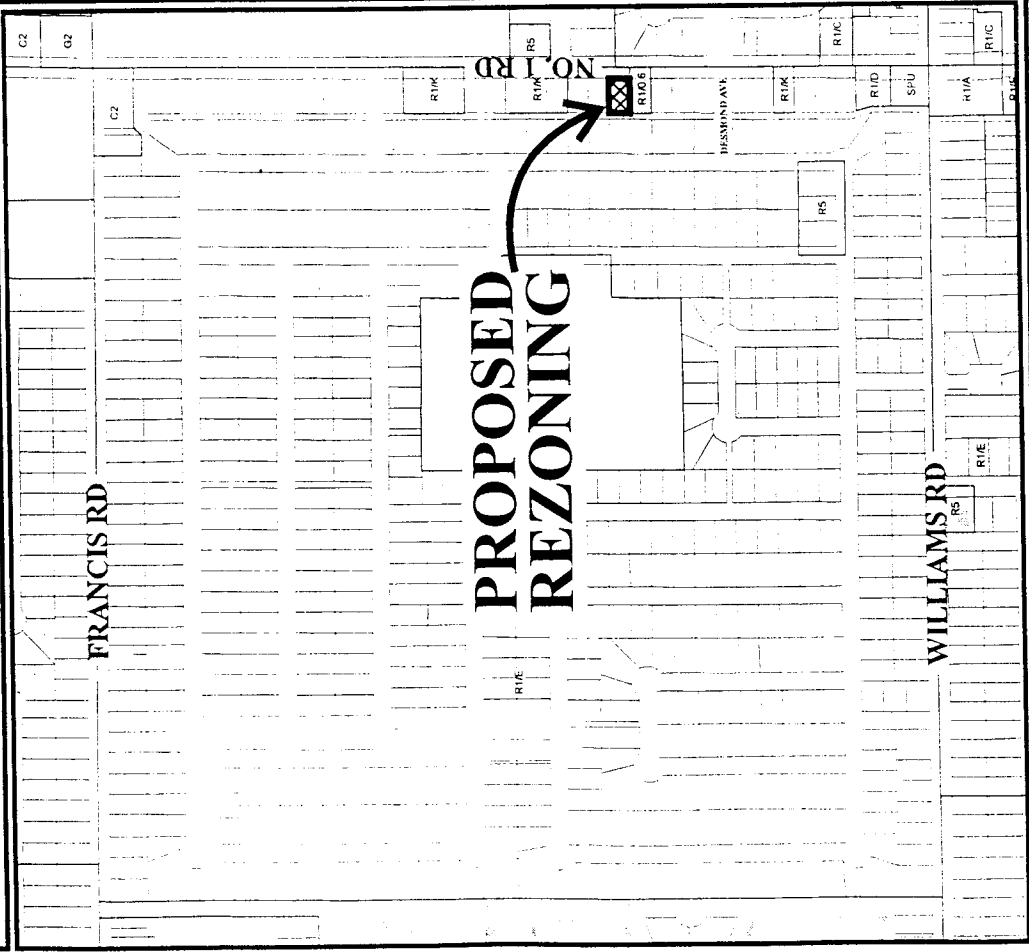 C2
G2
R5
R1/C
R1/C
C2
R1/K
R1/K
NO. 1 RD
R1/0.6
DESMOND AVE
R1/K
R1/D
SPU
R1/A
R5
FRANCIS RD
PROPOSED
REZONING
R1/E
WILLIAMS RD
R1/E
R5